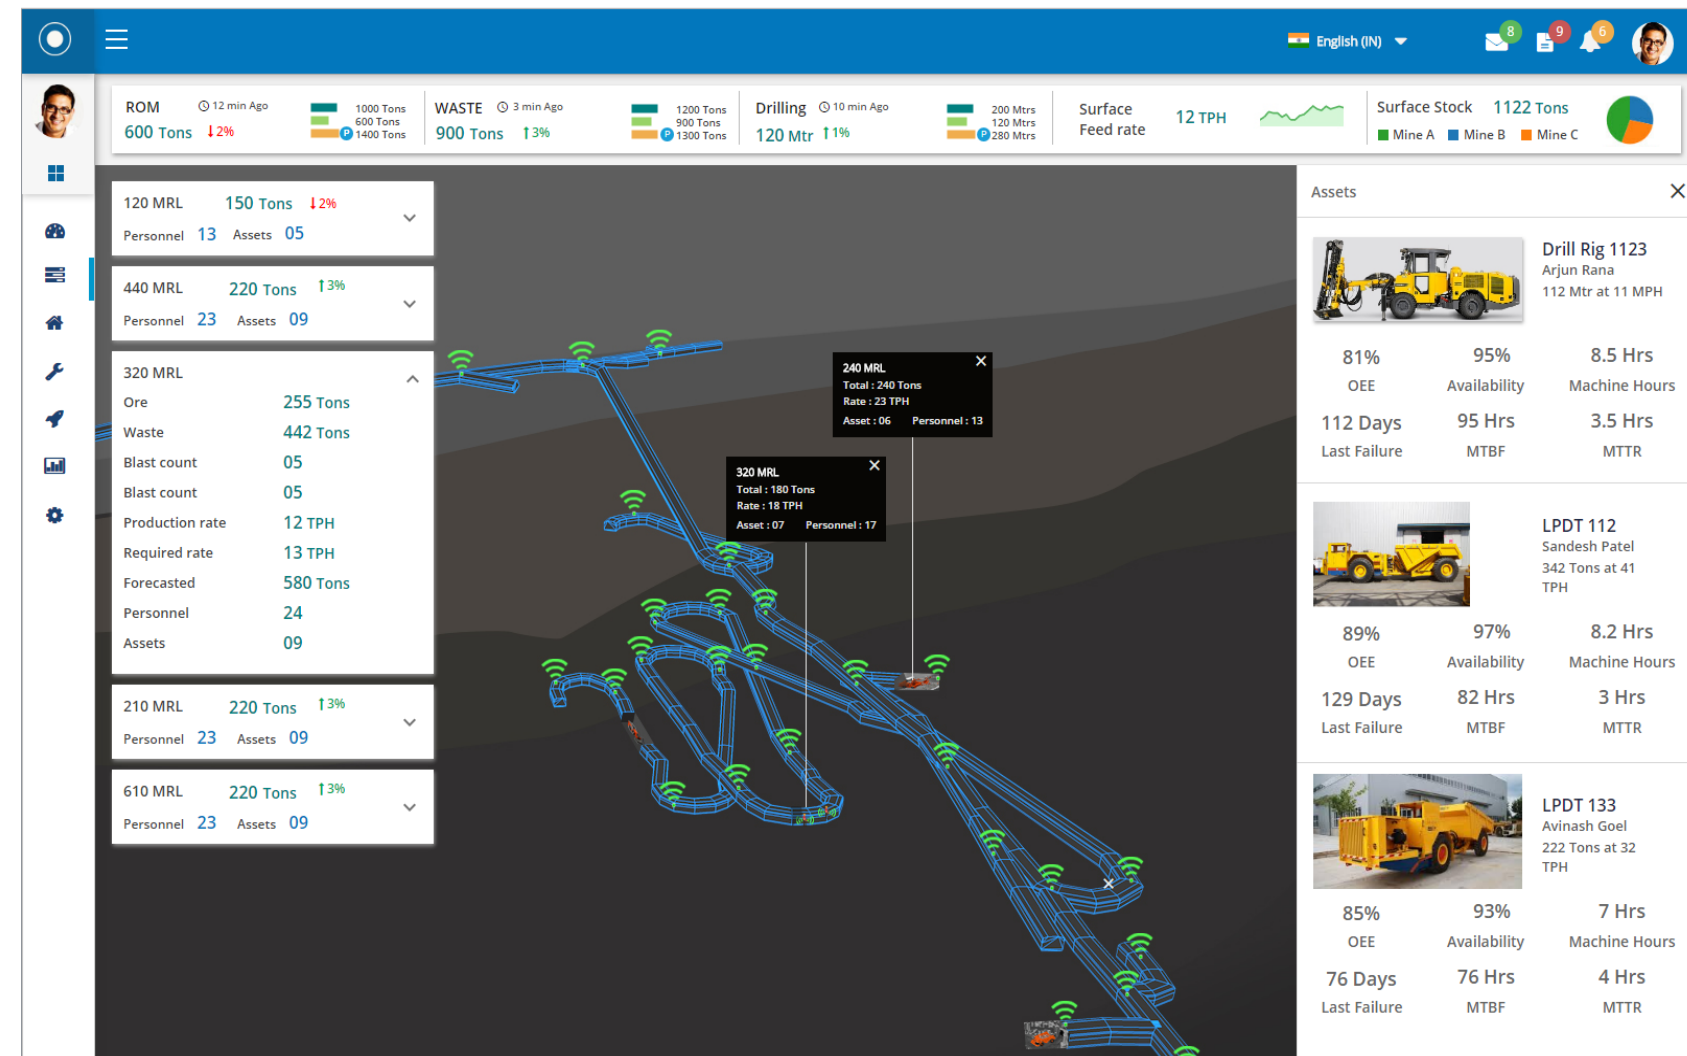 English (IN)
8
9
6
ROM 12 min Ago
600 Tons 2%
1000 Tons
600 Tons
P 1400 Tons
WASTE 3 min Ago
900 Tons 3%
1200 Tons
900 Tons
P 1300 Tons
Drilling 10 min Ago
120 Mtr 1%
200 Mtrs
120 Mtrs
P 280 Mtrs
Surface
Feed rate
12 TPH
Surface Stock 1122 Tons
Mine A Mine B Mine C
120 MRL 150 Tons 2%
Personnel 13 Assets 05
440 MRL 220 Tons 3%
Personnel 23 Assets 09
320 MRL
Ore 255 Tons
Waste 442 Tons
Blast count 05
Blast count 05
Production rate 12 TPH
Required rate 13 TPH
Forecasted 580 Tons
Personnel 24
Assets 09
210 MRL 220 Tons 3%
Personnel 23 Assets 09
610 MRL 220 Tons 3%
Personnel 23 Assets 09
240 MRL
Total : 240 Tons
Rate : 23 TPH
Asset : 06 Personnel : 13
320 MRL
Total : 180 Tons
Rate : 18 TPH
Asset : 07 Personnel : 17
Assets
Drill Rig 1123
Arjun Rana
112 Mtr at 11 MPH
81% 95% 8.5 Hrs
OEE Availability Machine Hours
112 Days 95 Hrs 3.5 Hrs
Last Failure MTBF MTTR
LPDT 112
Sandesh Patel
342 Tons at 41
TPH
89% 97% 8.2 Hrs
OEE Availability Machine Hours
129 Days 82 Hrs 3 Hrs
Last Failure MTBF MTTR
LPDT 133
Avinash Goel
222 Tons at 32
TPH
85% 93% 7 Hrs
OEE Availability Machine Hours
76 Days 76 Hrs 4 Hrs
Last Failure MTBF MTTR